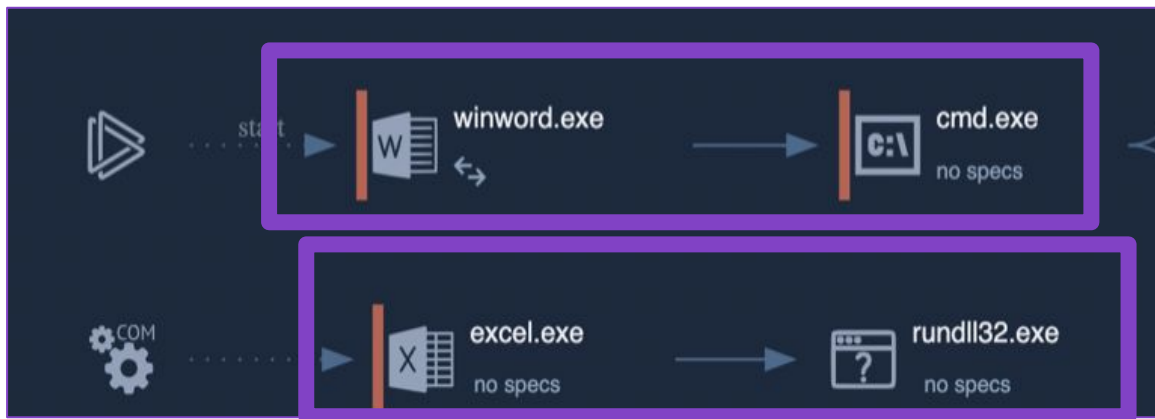 start
winword.exe
W
cmd.exe
C:\
no specs
COM
excel.exe
X
no specs
rundll32.exe
?
no specs